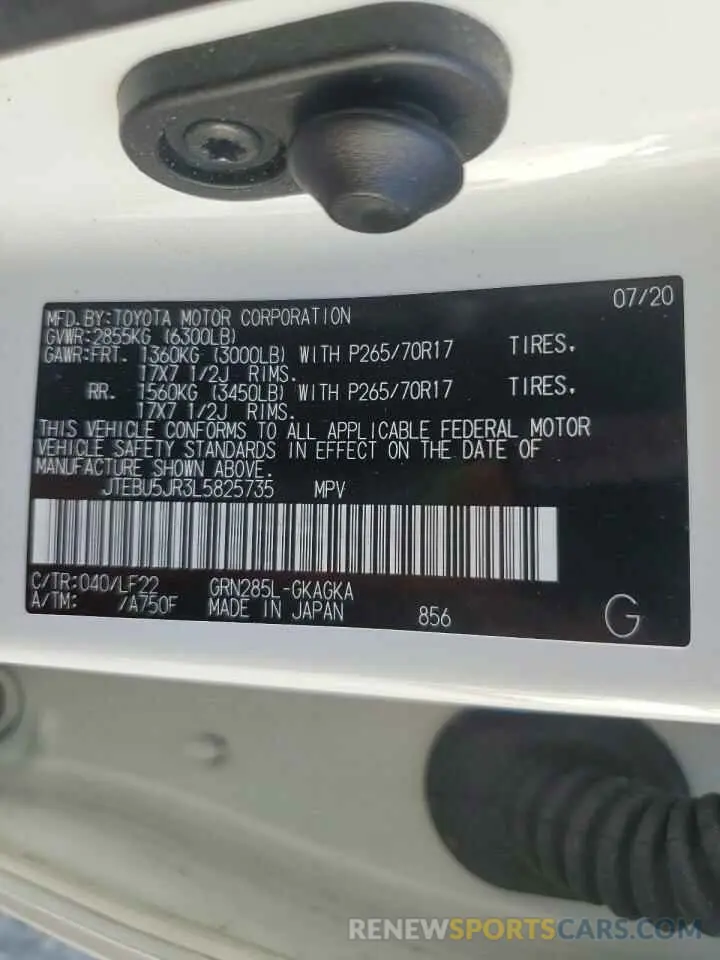 07/20
MFD.BY:TOYOTA MOTOR CORPORATION
GVWR:2855KG (6300LB)
GAWR:FRT. 1360KG (3000LB) WITH P265/70R17 TIRES.
17X7 1/2J RIMS.
RR. 1560KG (3450LB) WITH P265/70R17 TIRES.
17X7 1/2J RIMS.
THIS VEHICLE CONFORMS TO ALL APPLICABLE FEDERAL MOTOR
VEHICLE SAFETY STANDARDS IN EFFECT ON THE DATE OF
MANUFACTURE SHOWN ABOVE.
JTEBU5JR3L5825735 MPV
C/TR:040/LF22 GRN285L-GKAGKA
A/TM: /A750F MADE IN JAPAN 856 G
RENEWSPORTSCARS.COM